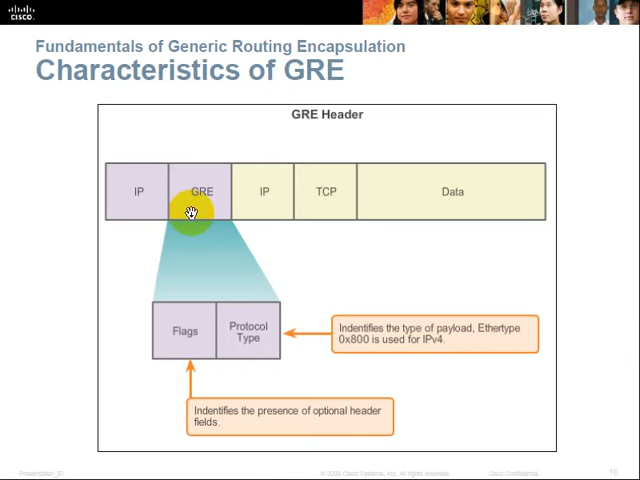 CISCO.
Fundamentals of Generic Routing Encapsulation
Characteristics of GRE
GRE Header
IP GRE IP TCP Data
Flags Protocol
Type
Indentifies the type of payload, Ethertype
0x800 is used for IPv4.
Indentifies the presence of optional header
fields.
Presentation_ID © 2008 Cisco Systems, Inc. All rights reserved. Cisco Confidential 16